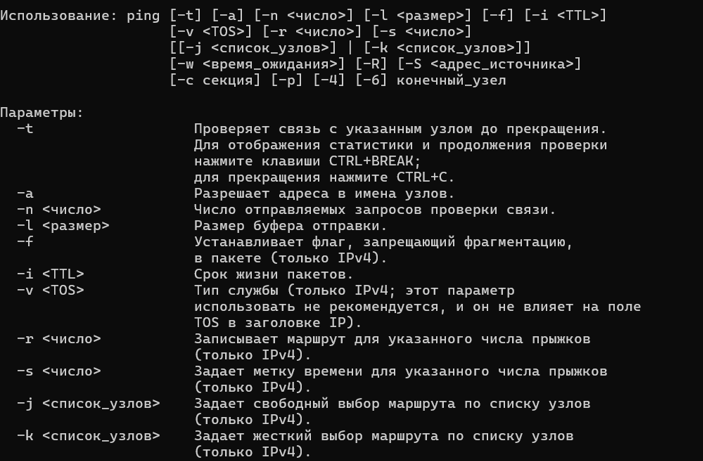 Использование: ping [-t] [-a] [-n <число>] [-l <размер>] [-f] [-i <TTL>]
[-v <TOS>] [-r <число>] [-s <число>]
[[-j <список_узлов>] | [-k <список_узлов>]]
[-w <время_ожидания>] [-R] [-S <адрес_источника>]
[-c секция] [-p] [-4] [-6] конечный_узел
Параметры:
-t Проверяет связь с указанным узлом до прекращения.
Для отображения статистики и продолжения проверки
нажмите клавиши CTRL+BREAK;
для прекращения нажмите CTRL+C.
-a Разрешает адреса в имена узлов.
-n <число> Число отправляемых запросов проверки связи.
-l <размер> Размер буфера отправки.
-f Устанавливает флаг, запрещающий фрагментацию,
в пакете (только IPv4).
-i <TTL> Срок жизни пакетов.
-v <TOS> Тип службы (только IPv4; этот параметр
использовать не рекомендуется, и он не влияет на поле
TOS в заголовке IP).
-r <число> Записывает маршрут для указанного числа прыжков
(только IPv4).
-s <число> Задает метку времени для указанного числа прыжков
(только IPv4).
-j <список_узлов> Задает свободный выбор маршрута по списку узлов
(только IPv4).
-k <список_узлов> Задает жесткий выбор маршрута по списку узлов
(только IPv4).